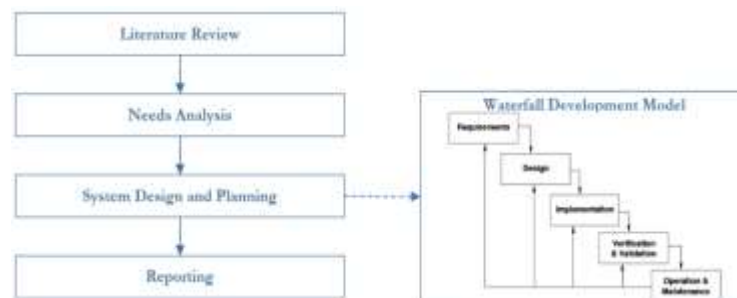 Literature Review
Needs Analysis
System Design and Planning
Reporting
Waterfall Development Model
Requirements
Design
Implementation
Verification
& Validation
Operation &
Maintenance